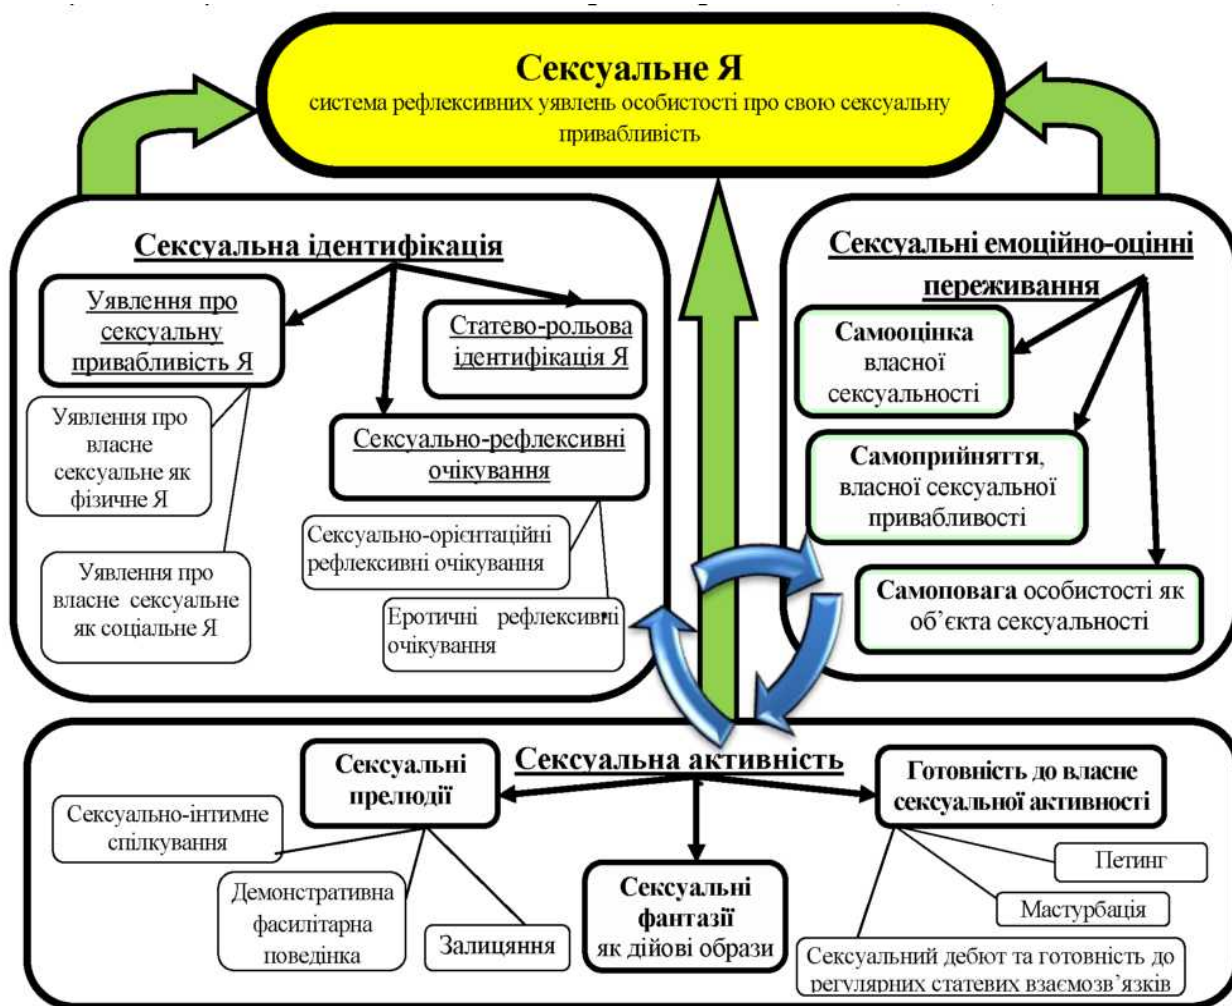 Сексуальне Я
система рефлексивних уявлень особистості про свою сексуальну
привабливість
Сексуальна ідентифікація
Уявлення про
сексуальну
привабливість Я
Статево-рольова
ідентифікація Я
Уявлення про
власне
сексуальне як
фізичне Я
Сексуально-рефлексивні
очікування
Сексуально-орієнтаційні
рефлексивні очікування
Уявлення про
власне сексуальне
як соціальне Я
Еротичні рефлексивні
очікування
Сексуальні емоційно-оцінні
переживання
Самооцінка
власної
сексуальності
Самоприйняття,
власної сексуальної
привабливості
Самоповага особистості як
об’єкта сексуальності
Сексуальна активність
Сексуальні
прелюдії
Сексуально-інтимне
спілкування
Демонстративна
фасилітарна
поведінка
Залицяння
Сексуальні
фантазії
як дійові образи
Готовність до власне
сексуальної активності
Петинг
Мастурбація
Сексуальний дебют та готовність до
регулярних статевих взаємозв’язків